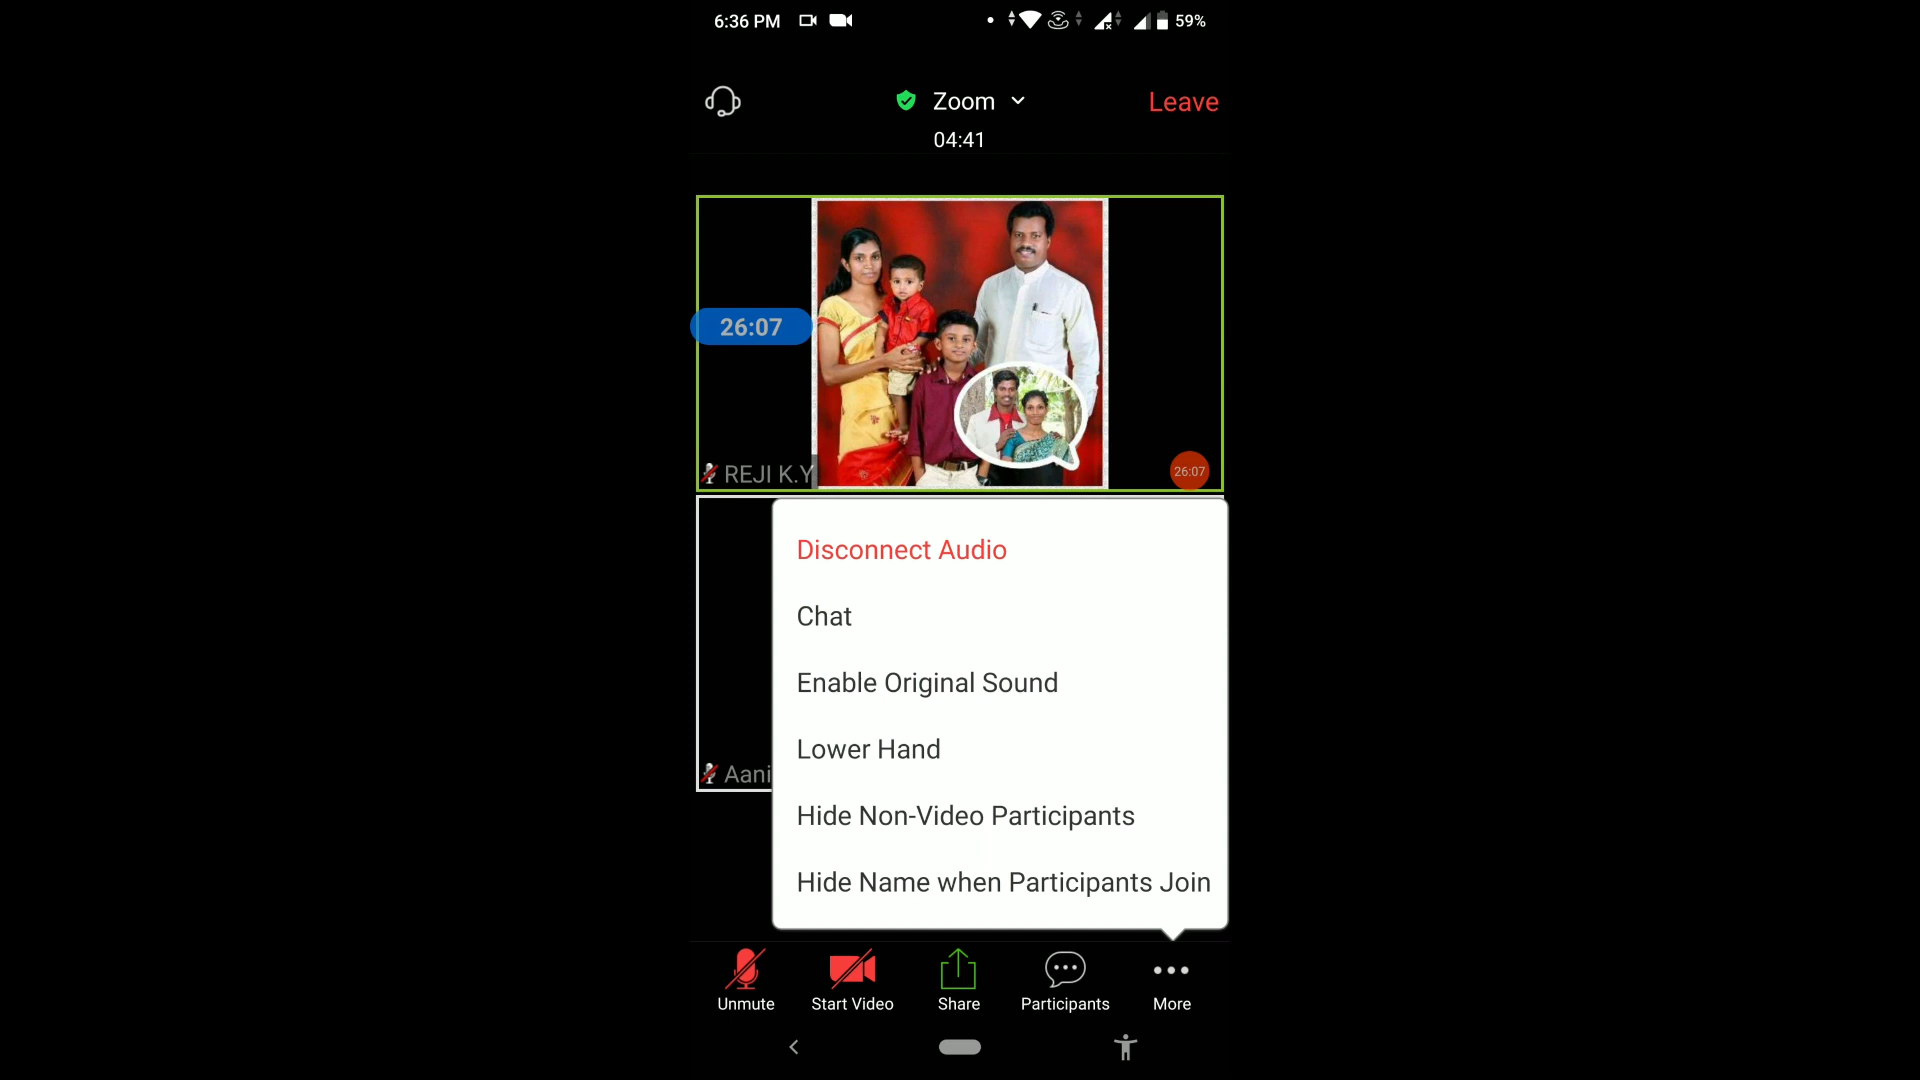 6:36 PM
59%
Zoom
Leave
04:41
26:07
REJI K.Y
26:07
Disconnect Audio
Chat
Enable Original Sound
Lower Hand
Aani
Hide Non-Video Participants
Hide Name when Participants Join
Unmute
Start Video
Share
Participants
More